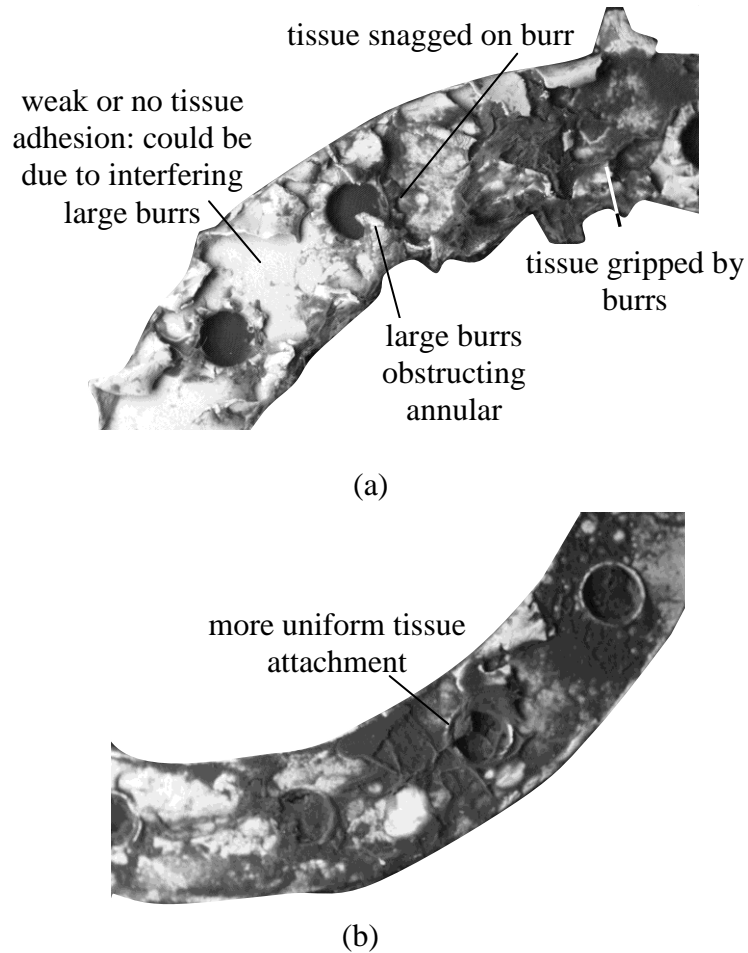 tissue snagged on burr
weak or no tissue
adhesion: could be
due to interfering
large burrs
tissue gripped by
burrs
large burrs
obstructing
annular
(a)
more uniform tissue
attachment
(b)